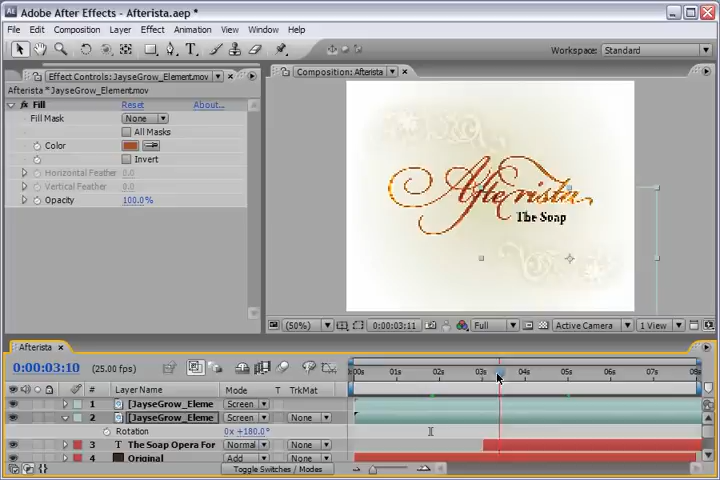 Adobe After Effects - Afterista.aep *
File Edit Composition Layer Effect Animation View Window Help
Workspace: Standard
Effect Controls: JayseGrow_Element.mov
Composition: Afterista
Afterista * JayseGrow_Element.mov
Fill Reset About...
Fill Mask None
All Masks
Color
Invert
Horizontal Feather 0.0
Vertical Feather 0.0
Opacity 100.0%
Afterista
The Soap
(50%) 0:00:03:11 Full Active Camera 1 View
Afterista
0:00:03:10 (25.00 fps)
:00s 01s 02s 03s 05s 06s 07s 08s
# Layer Name Mode T TrkMat
1 [JayseGrow_Eleme Screen
2 [JayseGrow_Eleme Screen None
Rotation 0x +180.0°
3 T The Soap Opera For Normal None
4 Original Add None
Toggle Switches / Modes